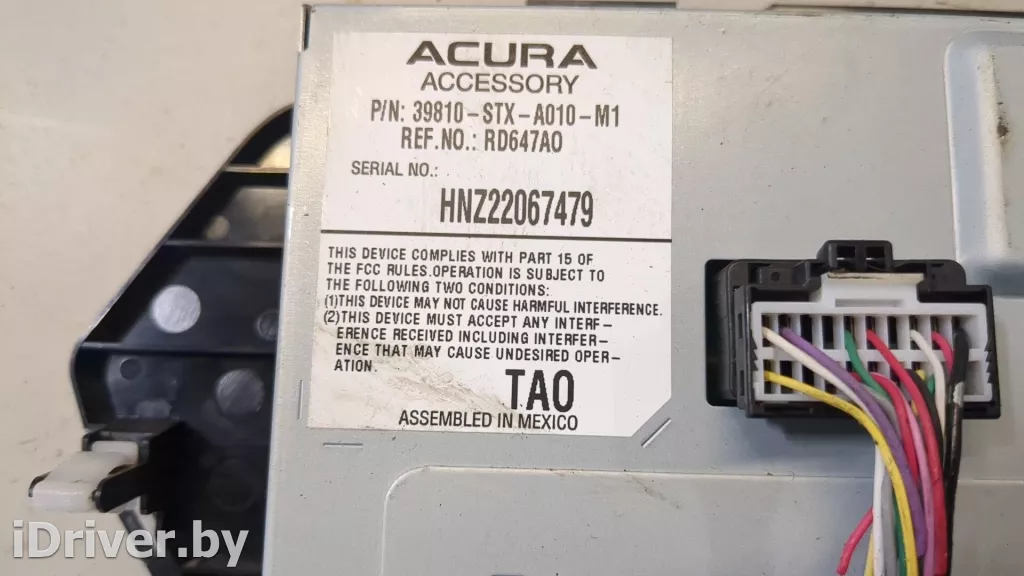 ACURA
ACCESSORY
P/N: 39810-STX-A010-M1
REF.NO.: RD647A0
SERIAL NO.:
HNZ22067479
THIS DEVICE COMPLIES WITH PART 15 OF
THE FCC RULES.OPERATION IS SUBJECT TO
THE FOLLOWING TWO CONDITIONS:
(1)THIS DEVICE MAY NOT CAUSE HARMFUL INTERFERENCE.
(2)THIS DEVICE MUST ACCEPT ANY INTERF-
ERENCE RECEIVED INCLUDING INTERFER-
ENCE THAT MAY CAUSE UNDESIRED OPER-
ATION.
TA0
ASSEMBLED IN MEXICO
iDriver.by